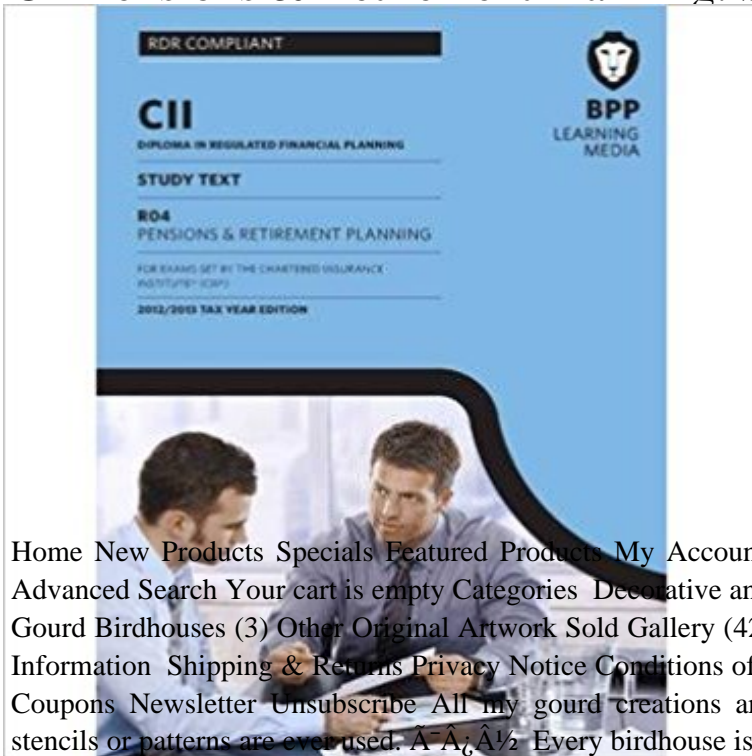 RDR COMPLIANT
BPP
LEARNING
MEDIA
CII
DIPLOMA IN REGULATED FINANCIAL PLANNING
STUDY TEXT
R04
PENSIONS & RETIREMENT PLANNING
FOR EXAMS SET BY THE CHARTERED INSURANCE
INSTITUTE® (CII®)
2012/2013 TAX YEAR EDITION
Home New Products Specials Featured Products My Accoun
Advanced Search Your cart is empty Categories Decorative an
Gourd Birdhouses (3) Other Original Artwork Sold Gallery (42
Information Shipping & Returns Privacy Notice Conditions of
Coupons Newsletter Unsubscribe All my gourd creations ar
stencils or patterns are ever used. Ã¯Â¿Â½ Every birdhouse is